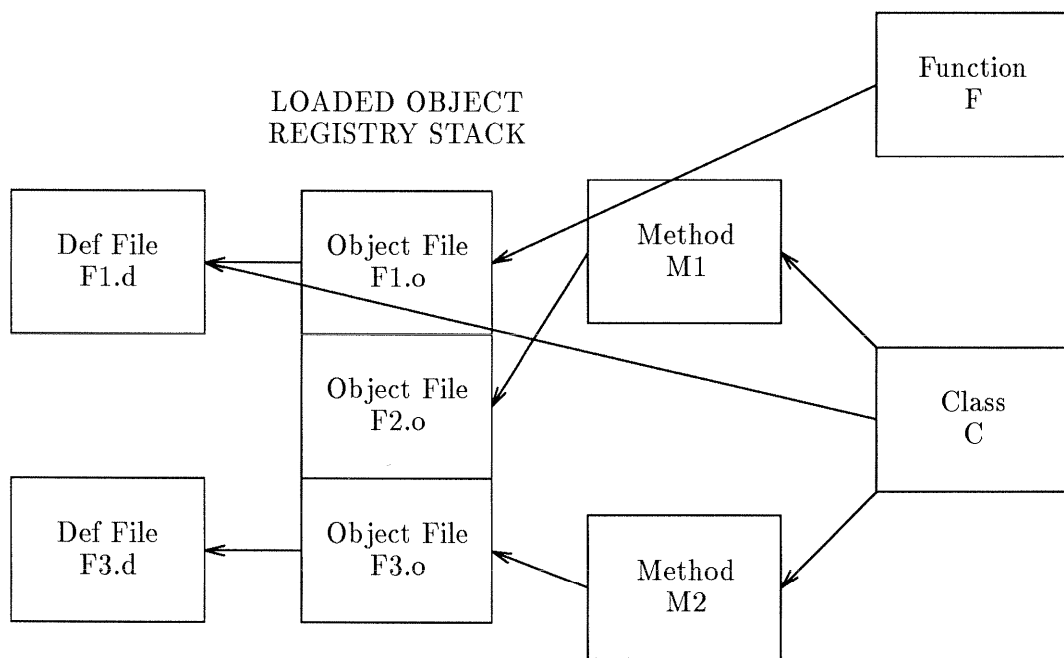 Function
F
LOADED OBJECT
REGISTRY STACK
Def File
F1.d
Object File
F1.o
Method
M1
Object File
F2.o
Class
C
Def File
F3.d
Object File
F3.o
Method
M2